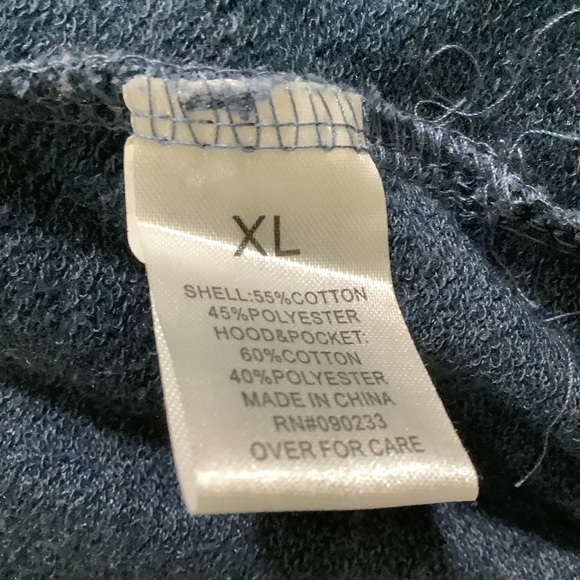 XL
SHELL:55%COTTON
45%POLYESTER
HOOD&POCKET:
60%COTTON
40%POLYESTER
MADE IN CHINA
RN#090233
OVER FOR CARE